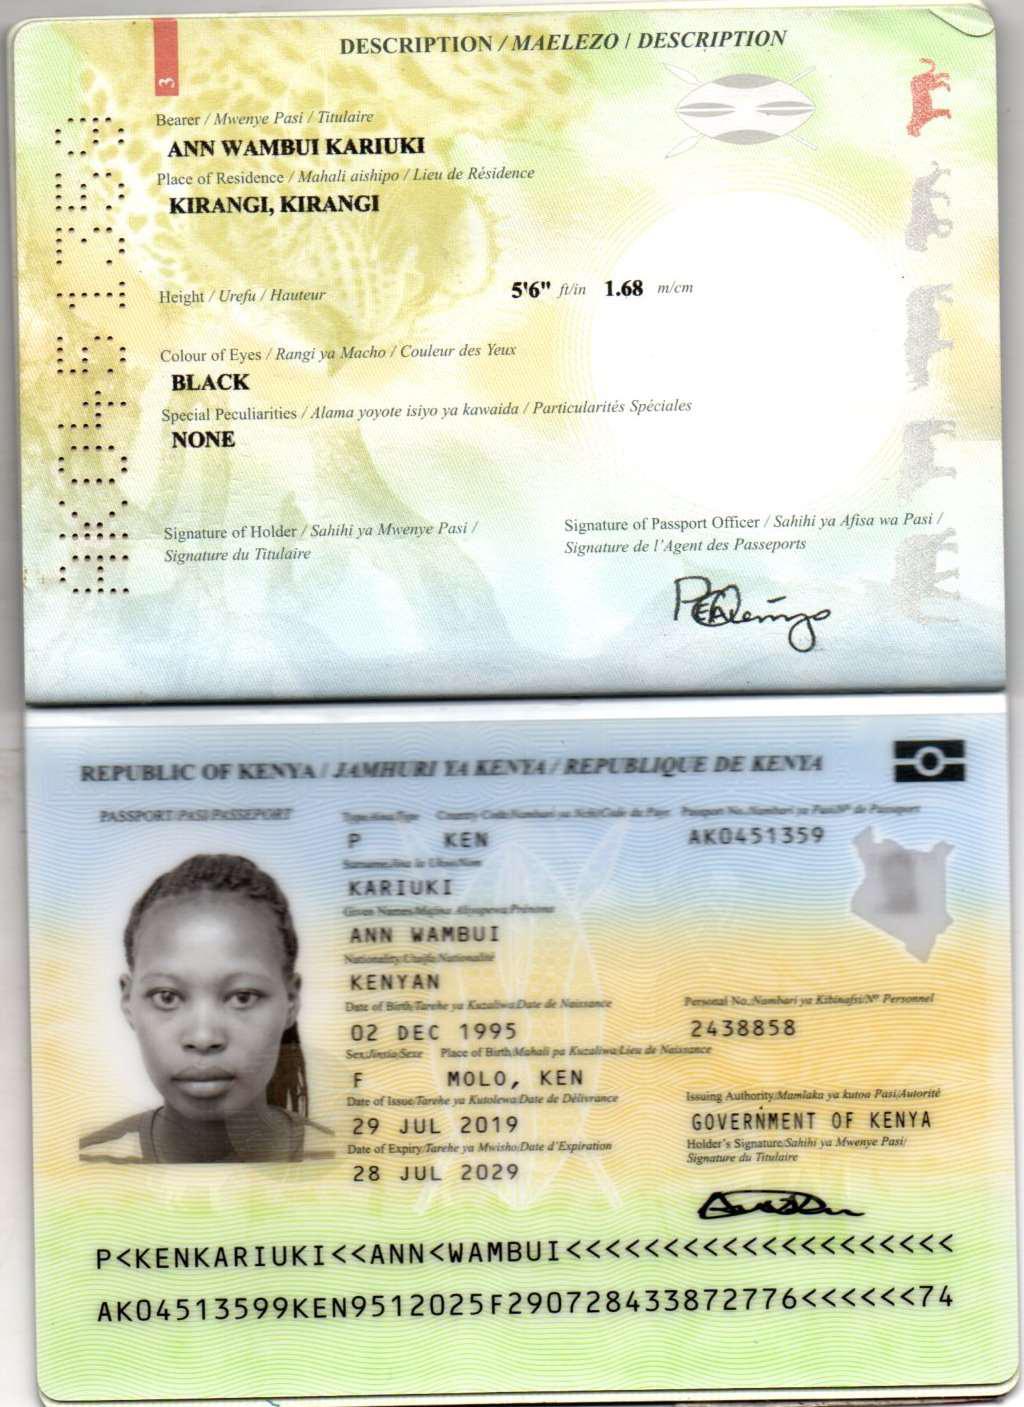 DESCRIPTION / MAELEZO / DESCRIPTION
3
Bearer / Mwenye Pasi / Titulaire
ANN WAMBUI KARIUKI
Place of Residence / Mahali aishipo / Lieu de Résidence
KIRANGI, KIRANGI
Height / Urefu / Hauteur 5'6" ft/in 1.68 m/cm
Colour of Eyes / Rangi ya Macho / Couleur des Yeux
BLACK
Special Peculiarities / Alama yoyote isiyo ya kawaida / Particularités Spéciales
NONE
Signature of Holder / Sahihi ya Mwenye Pasi /
Signature du Titulaire
Signature of Passport Officer / Sahihi ya Afisa wa Pasi /
Signature de l'Agent des Passeports
AK0451359
REPUBLIC OF KENYA / JAMHURI YA KENYA / REPUBLIQUE DE KENYA
PASSPORT/PASI/PASSEPORT
Type/Aina/Type Country Code/Nambari ya Nchi/Code du Pays Passport No./Nambari ya Pasi/Nº de Passeport
P KEN AK0451359
Surname/Jina la Ukoo/Nom
KARIUKI
Given Names/Majina Aliyopewa/Prénoms
ANN WAMBUI
Nationality/Utaifa/Nationalité
KENYAN
Date of Birth/Tarehe ya Kuzaliwa/Date de Naissance Personal No./Nambari ya Kibinafsi/Nº Personnel
02 DEC 1995 2438858
Sex/Jinsia/Sexe Place of Birth/Mahali pa Kuzaliwa/Lieu de Naissance
F MOLO, KEN
Date of Issue/Tarehe ya Kutolewa/Date de Délivrance Issuing Authority/Mamlaka ya kutoa Pasi/Autorité
29 JUL 2019 GOVERNMENT OF KENYA
Date of Expiry/Tarehe ya Mwisho/Date d'Expiration Holder's Signature/Sahihi ya Mwenye Pasi/
Signature du Titulaire
28 JUL 2029
P<KENKARIUKI<<ANN<WAMBUI<<<<<<<<<<<<<<<<<<<<
AK04513599KEN9512025F290728433872776<<<<<<74